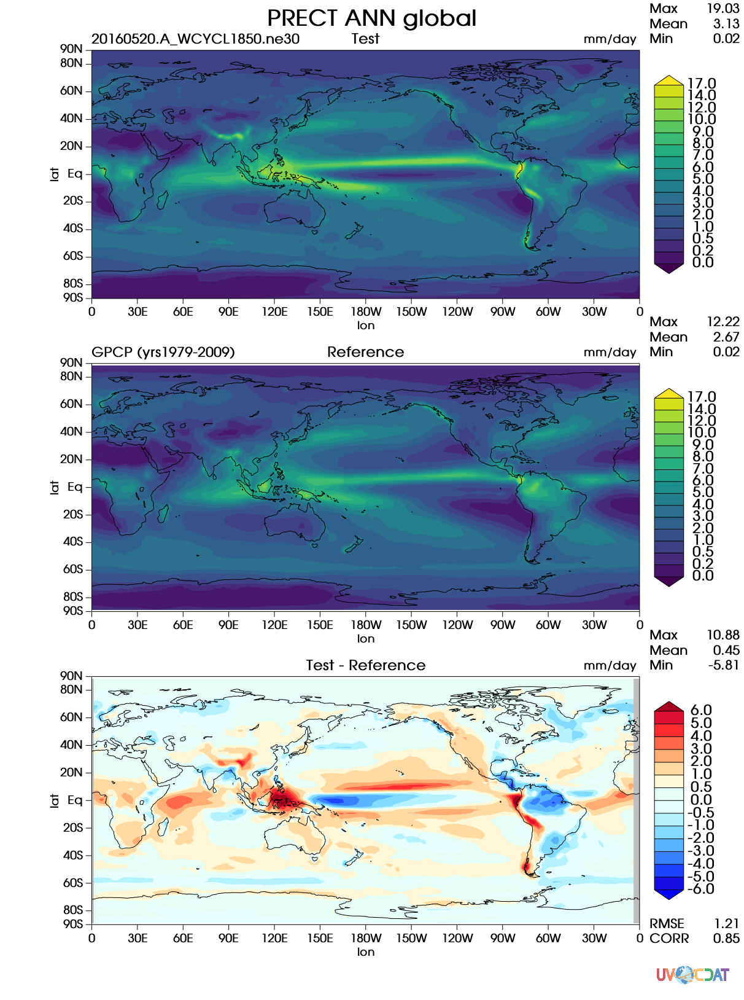 PRECT ANN global
Max 19.03
Mean 3.13
Min 0.02
20160520.A_WCYCL1850.ne30 Test mm/day
90N
80N
60N
40N
20N
Eq
20S
40S
60S
80S
90S
lat
0 30E 60E 90E 120E 150E 180W 150W 120W 90W 60W 30W 0
lon
17.0
14.0
12.0
10.0
9.0
8.0
7.0
6.0
5.0
4.0
3.0
2.0
1.0
0.5
0.2
0.0
Max 12.22
Mean 2.67
Min 0.02
GPCP (yrs1979-2009) Reference mm/day
90N
80N
60N
40N
20N
Eq
20S
40S
60S
80S
90S
lat
0 30E 60E 90E 120E 150E 180W 150W 120W 90W 60W 30W 0
lon
17.0
14.0
12.0
10.0
9.0
8.0
7.0
6.0
5.0
4.0
3.0
2.0
1.0
0.5
0.2
0.0
Max 10.88
Mean 0.45
Min -5.81
Test - Reference mm/day
90N
80N
60N
40N
20N
Eq
20S
40S
60S
80S
90S
lat
0 30E 60E 90E 120E 150E 180W 150W 120W 90W 60W 30W 0
lon
6.0
5.0
4.0
3.0
2.0
1.0
0.5
0.0
-0.5
-1.0
-2.0
-3.0
-4.0
-5.0
-6.0
RMSE 1.21
CORR 0.85
UV CDAT